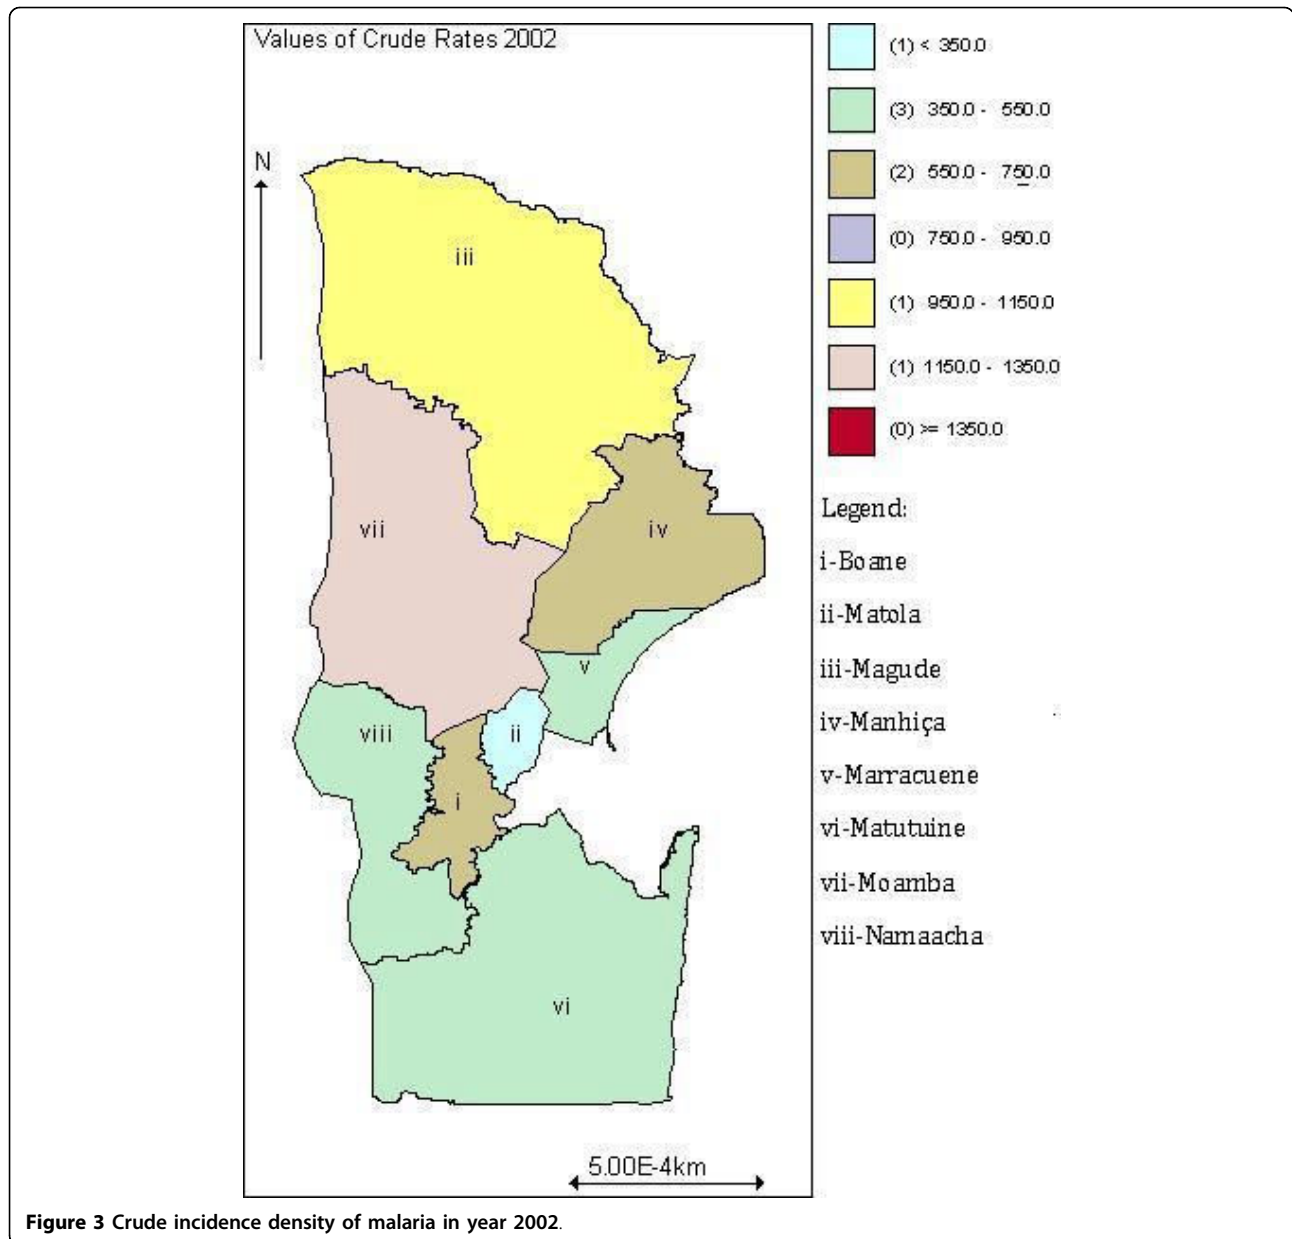 Values of Crude Rates 2002
N
iii
vii
iv
v
viii
ii
i
vi
5.00E-4km
(1) < 350.0
(3) 350.0 - 550.0
(2) 550.0 - 750.0
(0) 750.0 - 950.0
(1) 950.0 - 1150.0
(1) 1150.0 - 1350.0
(0) >= 1350.0
Legend:
i-Boane
ii-Matola
iii-Magude
iv-Manhiça
v-Marracuene
vi-Matutuine
vii-Moamba
viii-Namaacha
Figure 3 Crude incidence density of malaria in year 2002.